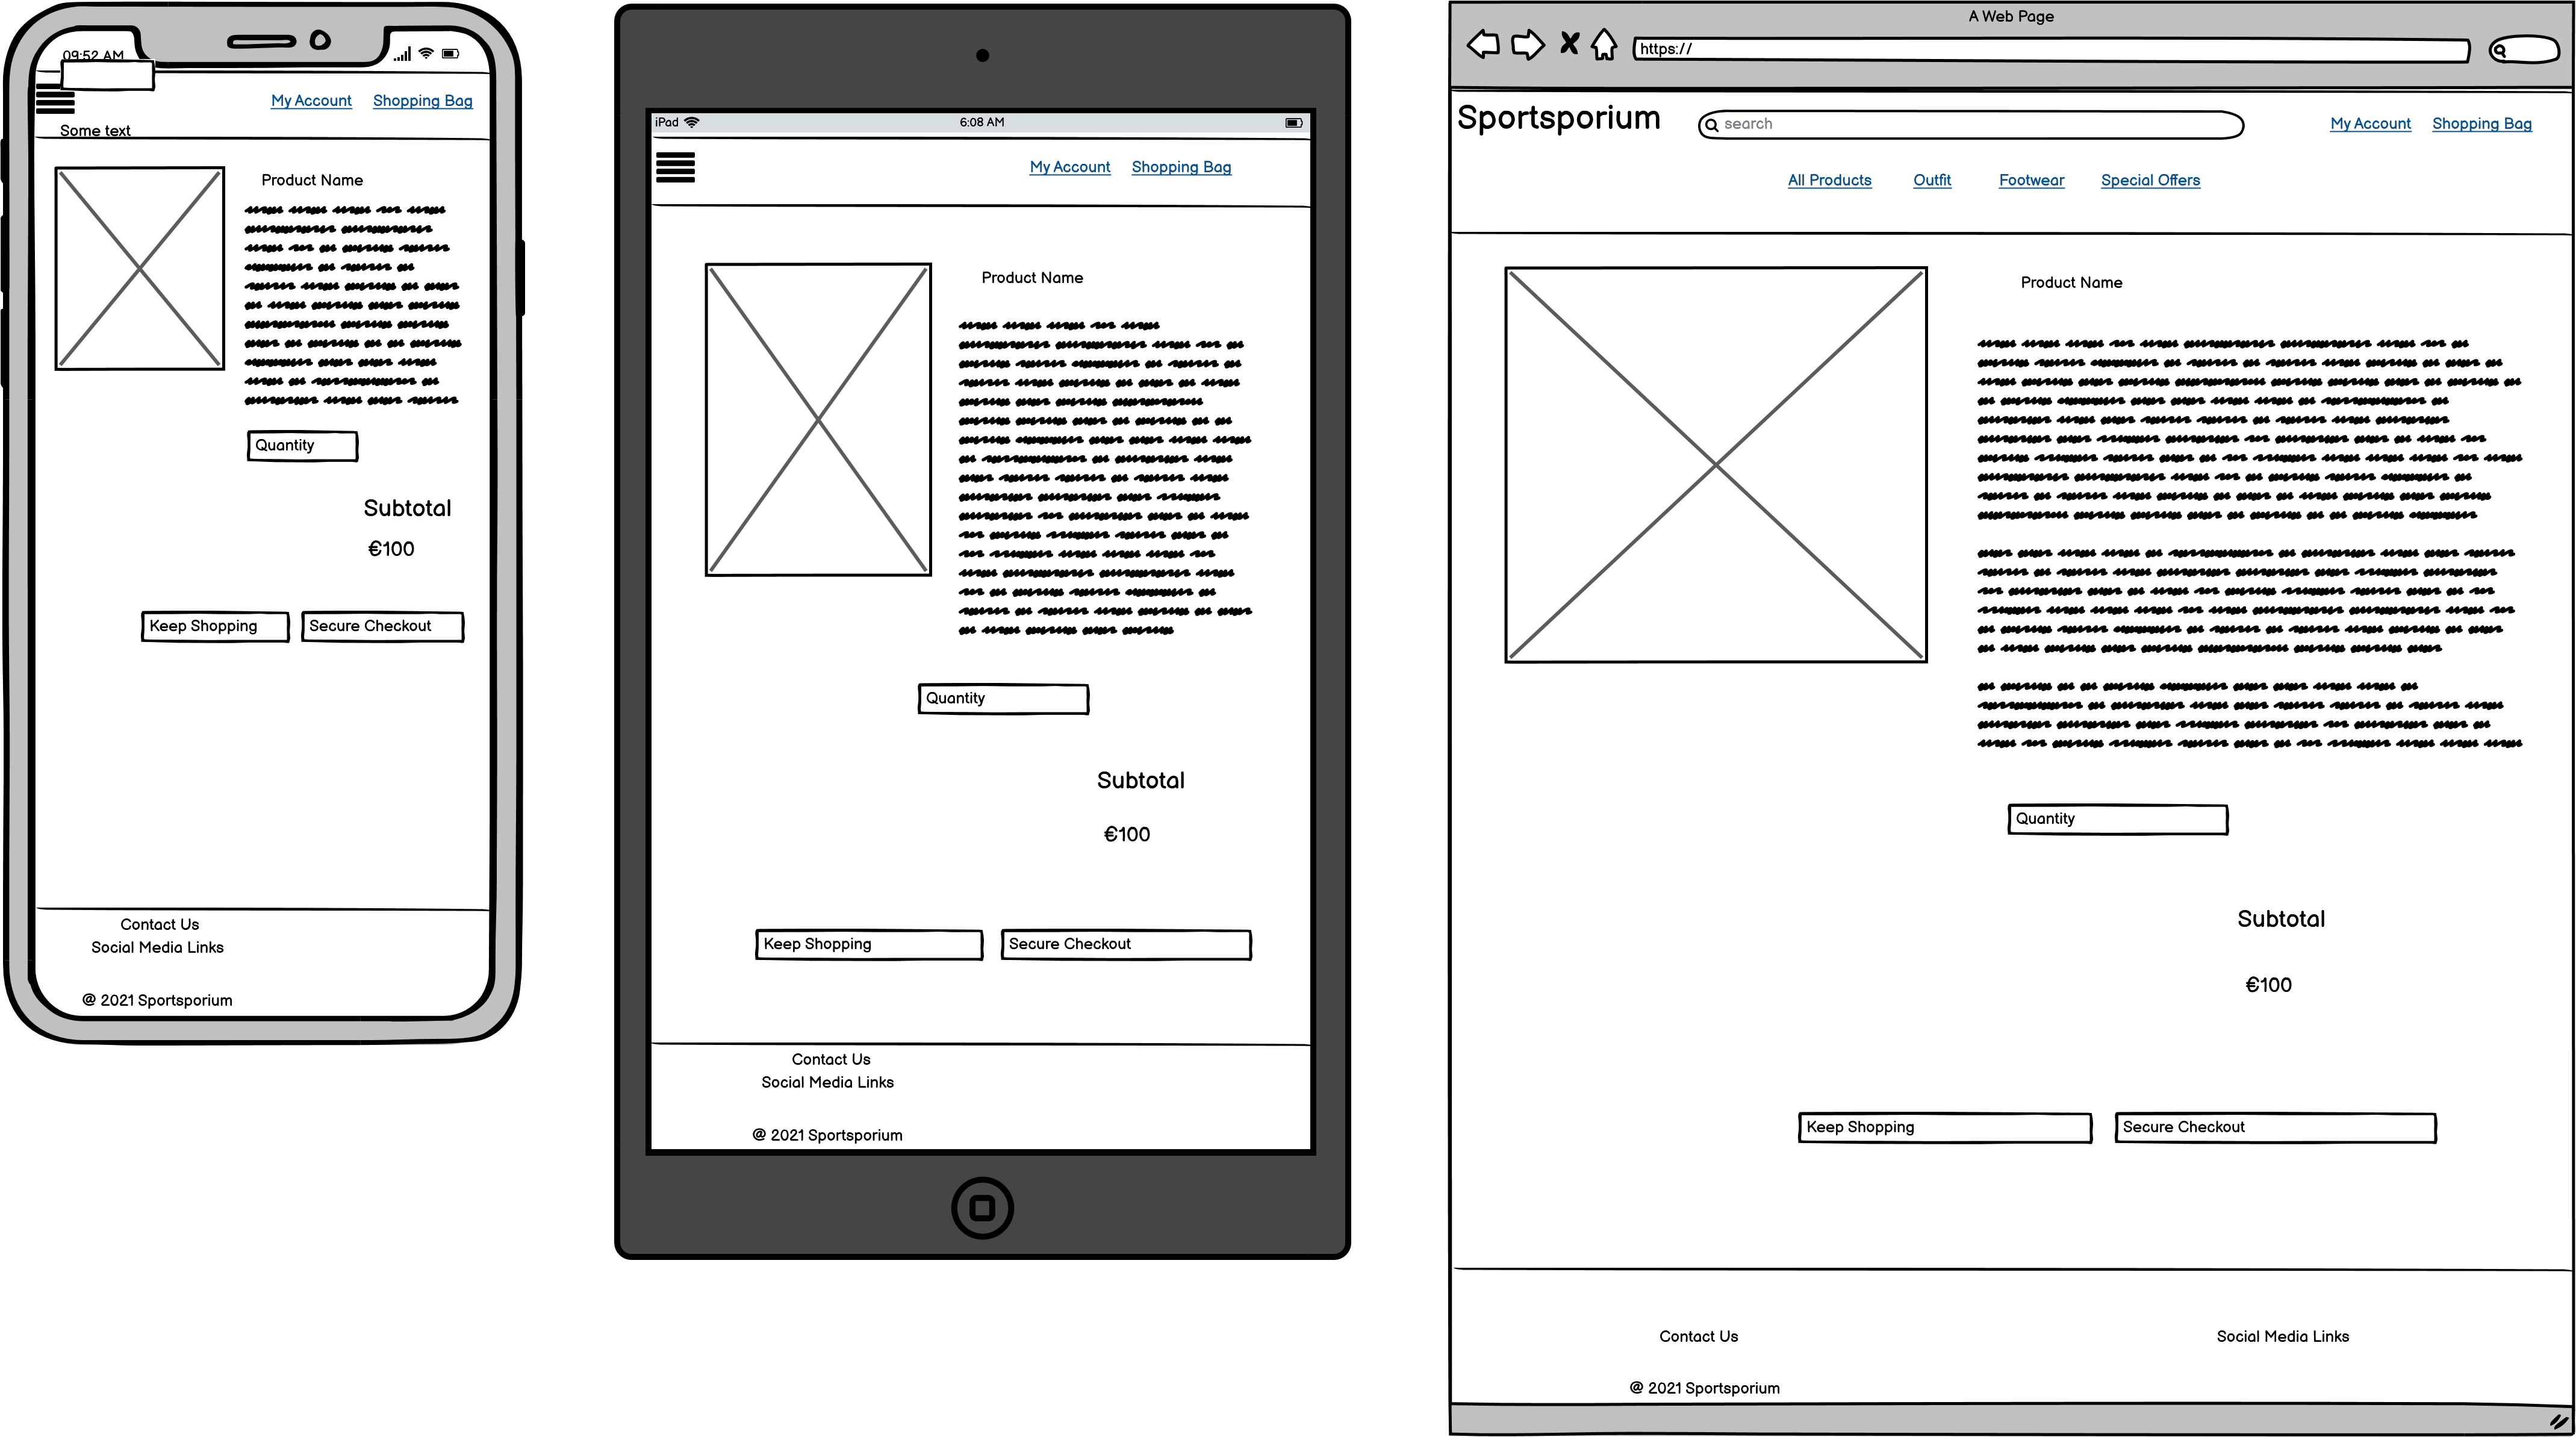 09:52 AM
My Account Shopping Bag
Some text
Product Name
Quantity
Subtotal
€100
Keep Shopping Secure Checkout
Contact Us
Social Media Links
@ 2021 Sportsporium
iPad 6:08 AM
My Account Shopping Bag
Product Name
Quantity
Subtotal
€100
Keep Shopping Secure Checkout
Contact Us
Social Media Links
@ 2021 Sportsporium
A Web Page
https://
Sportsporium search My Account Shopping Bag
All Products Outfit Footwear Special Offers
Product Name
Quantity
Subtotal
€100
Keep Shopping Secure Checkout
Contact Us Social Media Links
@ 2021 Sportsporium